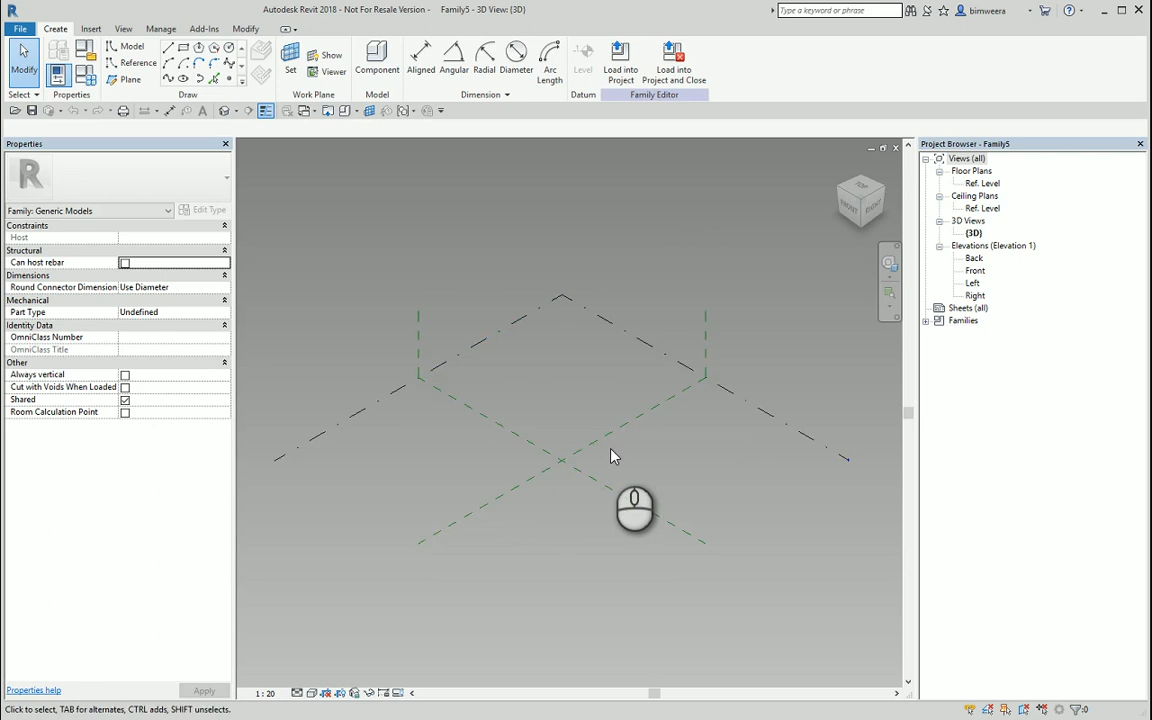 Autodesk Revit 2018 - Not For Resale Version - Family5 - 3D View: {3D}
Type a keyword or phrase
bimweera
File Create Insert View Manage Add-Ins Modify
Modify
Model
Reference
Plane
Set
Show
Viewer
Component
Aligned Angular Radial Diameter Arc Length
Level
Load into Project
Load into Project and Close
Select Properties Draw Work Plane Model Dimension Datum Family Editor
Properties
R
Family: Generic Models
Edit Type
Constraints
Host
Structural
Can host rebar
Dimensions
Round Connector Dimension Use Diameter
Mechanical
Part Type Undefined
Identity Data
OmniClass Number
OmniClass Title
Other
Always vertical
Cut with Voids When Loaded
Shared
Room Calculation Point
Properties help
Apply
TOP
FRONT RIGHT
Project Browser - Family5
Views (all)
Floor Plans
Ref. Level
Ceiling Plans
Ref. Level
3D Views
{3D}
Elevations (Elevation 1)
Back
Front
Left
Right
Sheets (all)
Families
1 : 20
Click to select, TAB for alternates, CTRL adds, SHIFT unselects.
:0